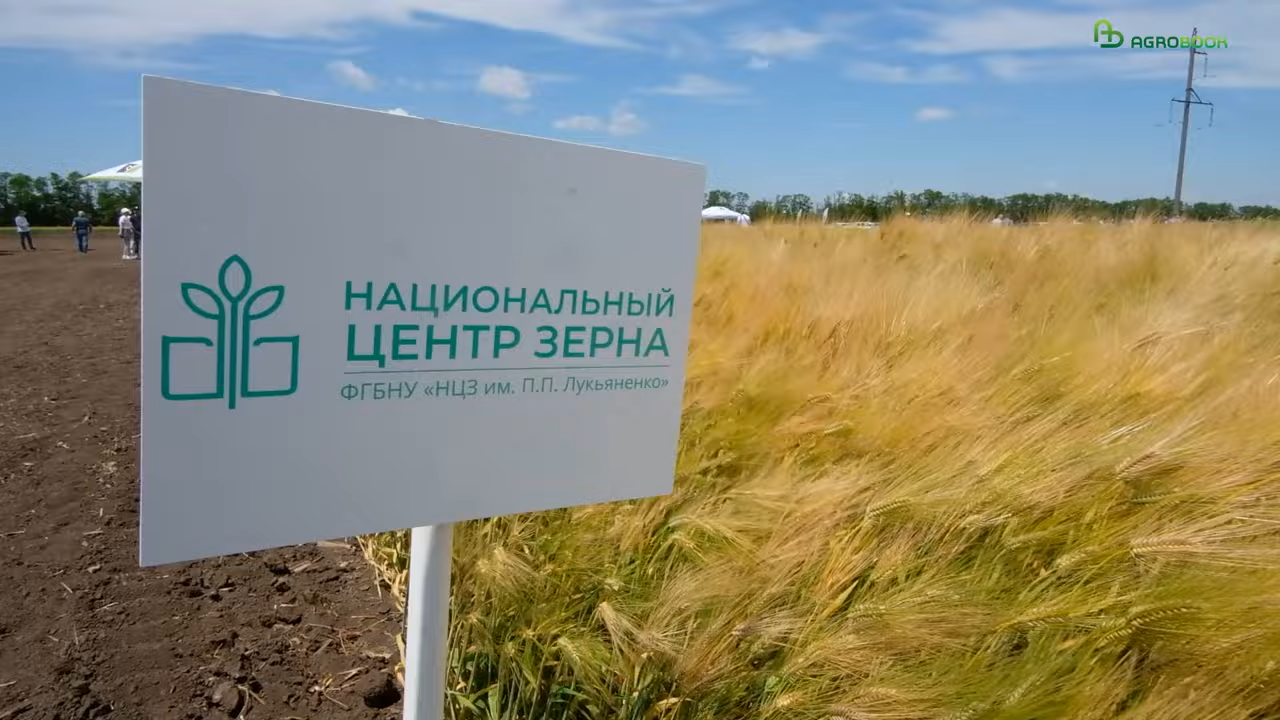 AGROBOOK
НАЦИОНАЛЬНЫЙ
ЦЕНТР ЗЕРНА
ФГБНУ «НЦЗ им. П.П. Лукьяненко»